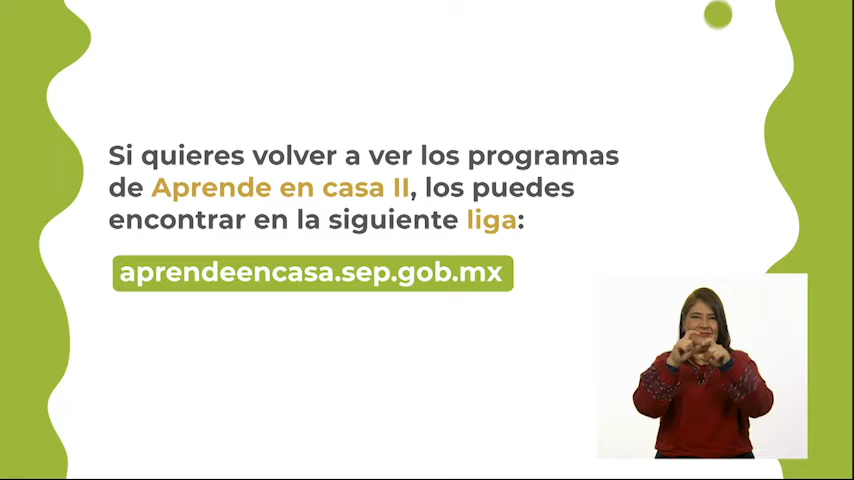 Si quieres volver a ver los programas
de Aprende en casa II, los puedes
encontrar en la siguiente liga:
aprendeencasa.sep.gob.mx